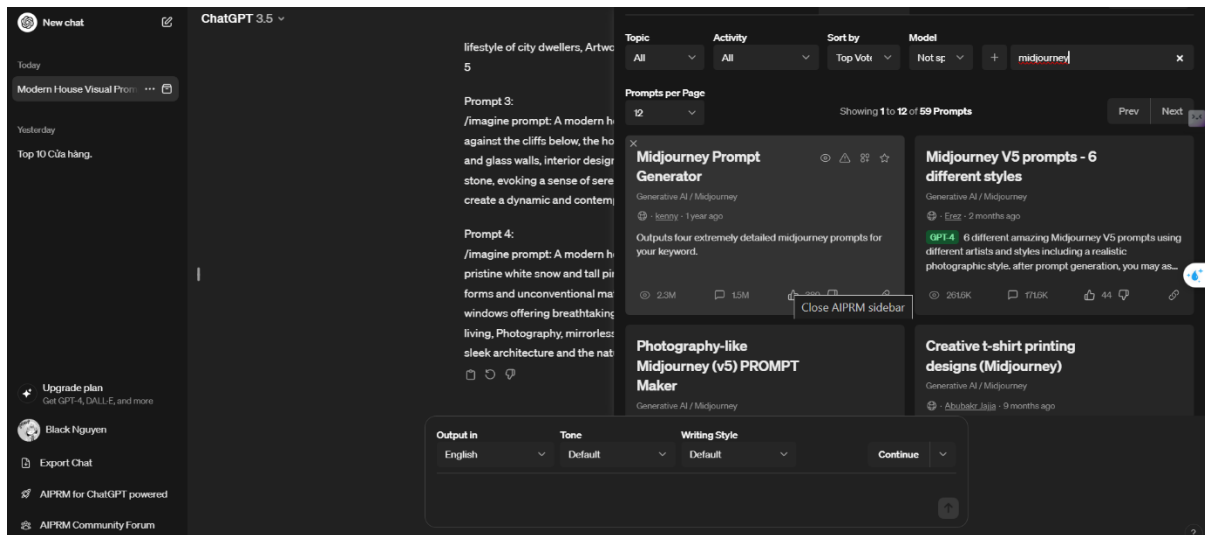 New chat
Today
Modern House Visual Prom
Yesterday
Top 10 Cửa hàng.
Upgrade plan
Get GPT-4, DALL·E, and more
Black Nguyen
Export Chat
AIPRM for ChatGPT powered
AIPRM Community Forum
ChatGPT 3.5
lifestyle of city dwellers, Artwo
5
Prompt 3:
/imagine prompt: A modern h
against the cliffs below, the ho
and glass walls, interior design
stone, evoking a sense of sere
create a dynamic and contem
Prompt 4:
/imagine prompt: A modern h
pristine white snow and tall pi
forms and unconventional ma
windows offering breathtaking
living, Photography, mirrorless
sleek architecture and the nat
Topic Activity Sort by Model
All All Top Vote Not sp + midjourney
Prompts per Page
12 Showing 1 to 12 of 59 Prompts Prev Next
Midjourney Prompt
Generator
Generative AI / Midjourney
kenny · 1 year ago
Outputs four extremely detailed midjourney prompts for
your keyword.
2.3M 1.5M
Close AIPRM sidebar
Midjourney V5 prompts - 6
different styles
Generative AI / Midjourney
Erez · 2 months ago
GPT-4 6 different amazing Midjourney V5 prompts using
different artists and styles including a realistic
photographic style. after prompt generation, you may as...
261.6K 171.6K 44
Photography-like
Midjourney (v5) PROMPT
Maker
Generative AI / Midjourney
Creative t-shirt printing
designs (Midjourney)
Generative AI / Midjourney
Abubakr Jajja · 9 months ago
Output in Tone Writing Style
English Default Default Continue
?